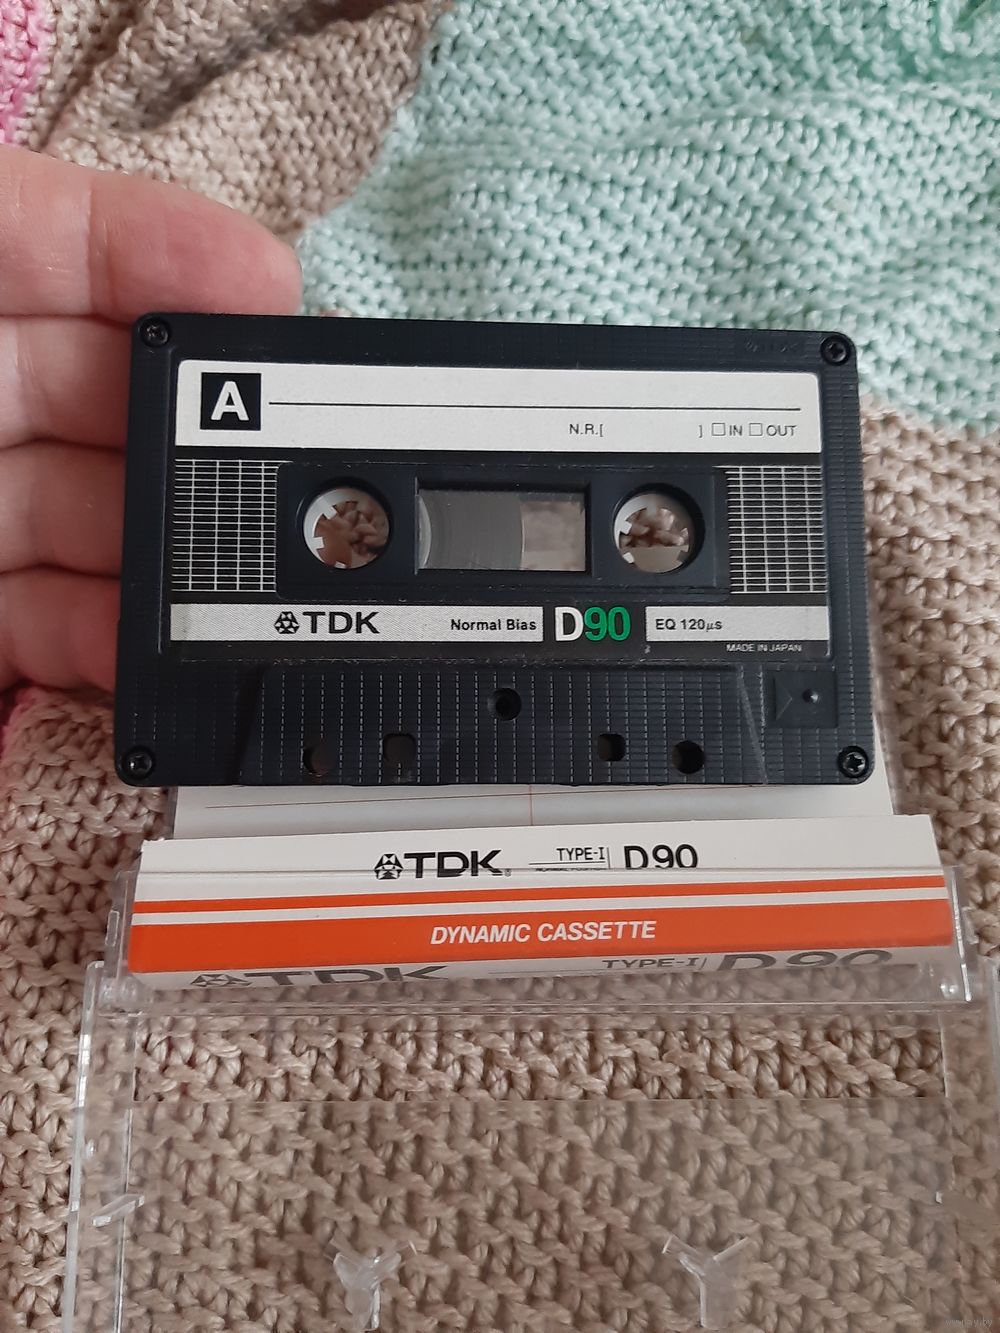 A
N.R.[ ] IN OUT
TDK Normal Bias D90 EQ 120µs
MADE IN JAPAN
TDK® TYPE-I D90
DYNAMIC CASSETTE
TDK TYPE-I D90